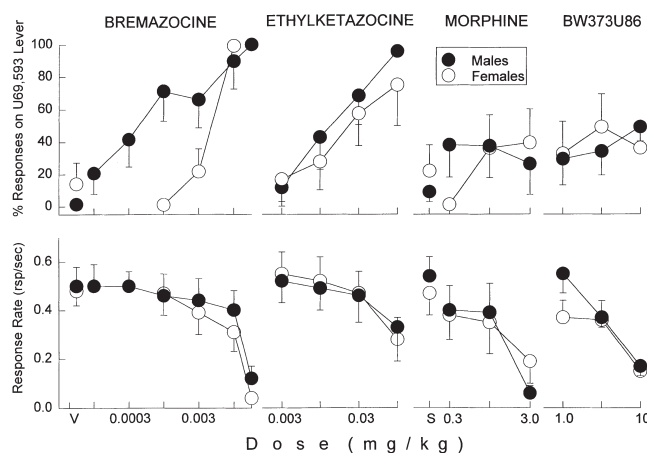 BREMAZOCINE ETHYLKETAZOCINE MORPHINE BW373U86
% Responses on U69,593 Lever
100
80
60
40
20
0
Males
Females
Response Rate (rsp/sec)
0.6
0.4
0.2
0.0
V 0.0003 0.003 0.003 0.03 S 0.3 3.0 1.0 10
Dose (mg/kg)